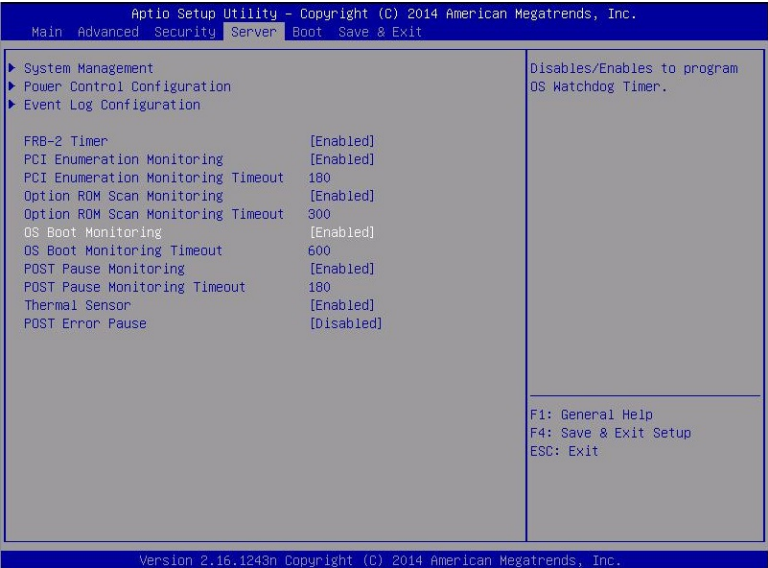 Aptio Setup Utility – Copyright (C) 2014 American Megatrends, Inc.
Main Advanced Security Server Boot Save & Exit
System Management
Power Control Configuration
Event Log Configuration
FRB-2 Timer [Enabled]
PCI Enumeration Monitoring [Enabled]
PCI Enumeration Monitoring Timeout 180
Option ROM Scan Monitoring [Enabled]
Option ROM Scan Monitoring Timeout 300
OS Boot Monitoring [Enabled]
OS Boot Monitoring Timeout 600
POST Pause Monitoring [Enabled]
POST Pause Monitoring Timeout 180
Thermal Sensor [Enabled]
POST Error Pause [Disabled]
Disables/Enables to program
OS Watchdog Timer.
F1: General Help
F4: Save & Exit Setup
ESC: Exit
Version 2.16.1243n Copyright (C) 2014 American Megatrends, Inc.